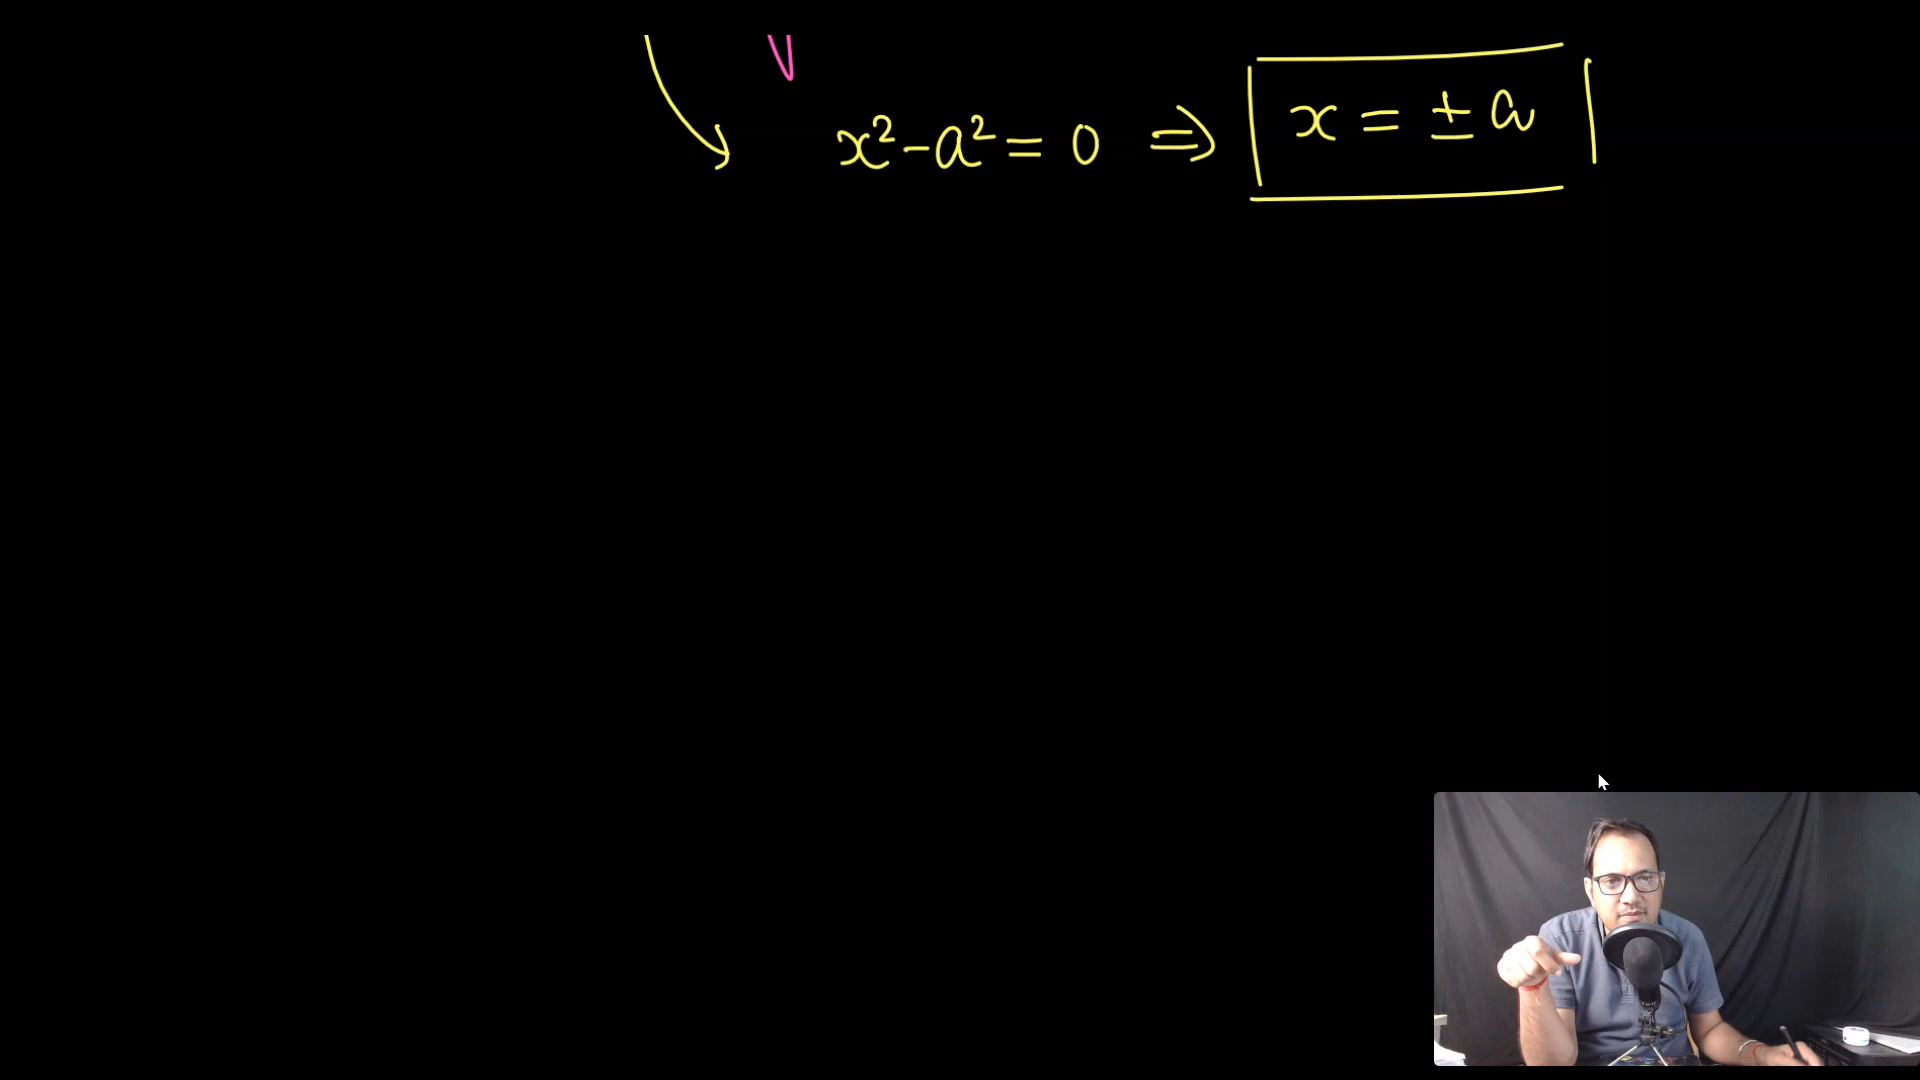 x² - a² = 0 ⇒ x = ± a